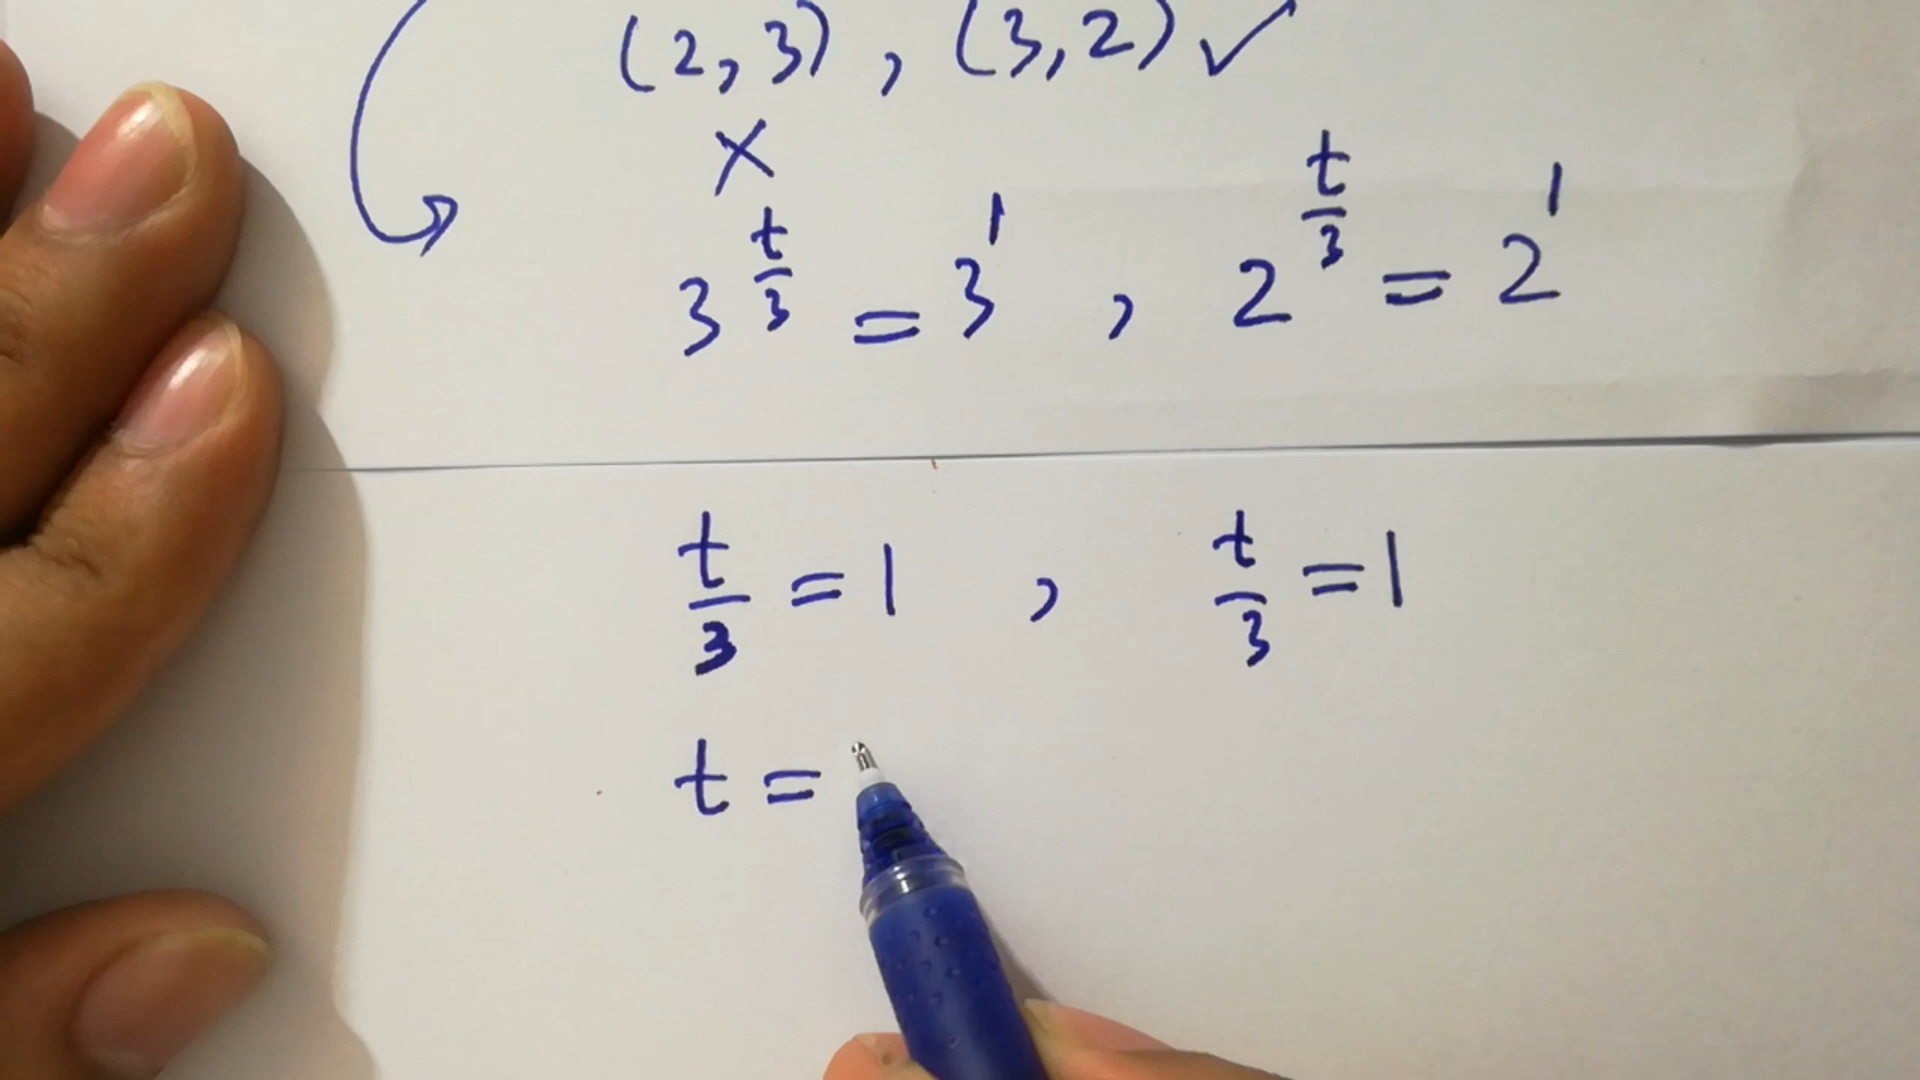 (2,3) , (3,2) ✓
×
3^{t/3} = 3^1 , 2^{t/3} = 2^1
t/3 = 1 , t/3 = 1
t =